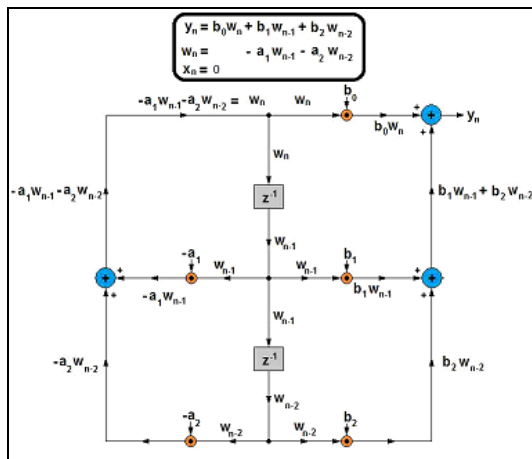 yₙ = b₀wₙ + b₁wₙ₋₁ + b₂wₙ₋₂
wₙ = - a₁wₙ₋₁ - a₂wₙ₋₂
xₙ = 0
-a₁wₙ₋₁-a₂wₙ₋₂ = wₙ wₙ b₀
b₀wₙ + + yₙ
wₙ
-a₁wₙ₋₁ - a₂wₙ₋₂ z⁻¹ b₁wₙ₋₁ + b₂wₙ₋₂
wₙ₋₁
+ + -a₁ wₙ₋₁ wₙ₋₁ b₁ + +
-a₁wₙ₋₁ b₁wₙ₋₁
wₙ₋₁
-a₂wₙ₋₂ z⁻¹ b₂wₙ₋₂
wₙ₋₂
-a₂ wₙ₋₂ wₙ₋₂ b₂